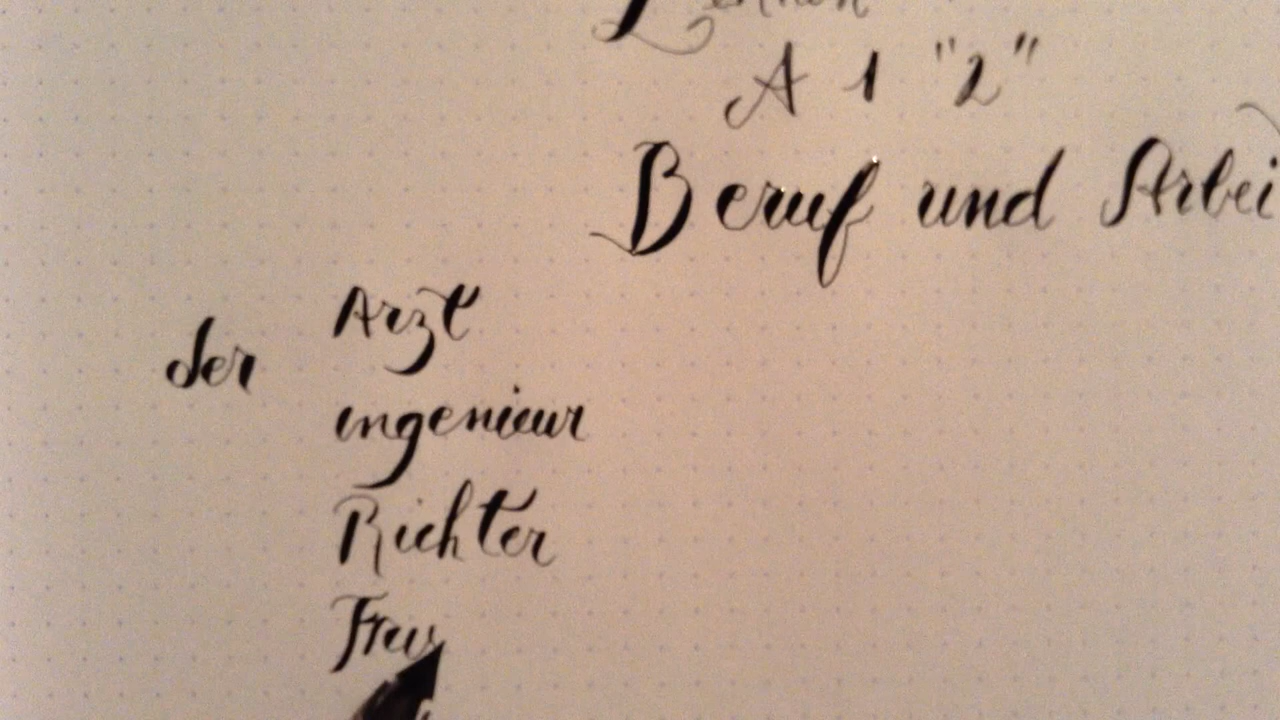 A 1 "2"
Beruf und Arbei
Arzt
der
ingenieur
Richter